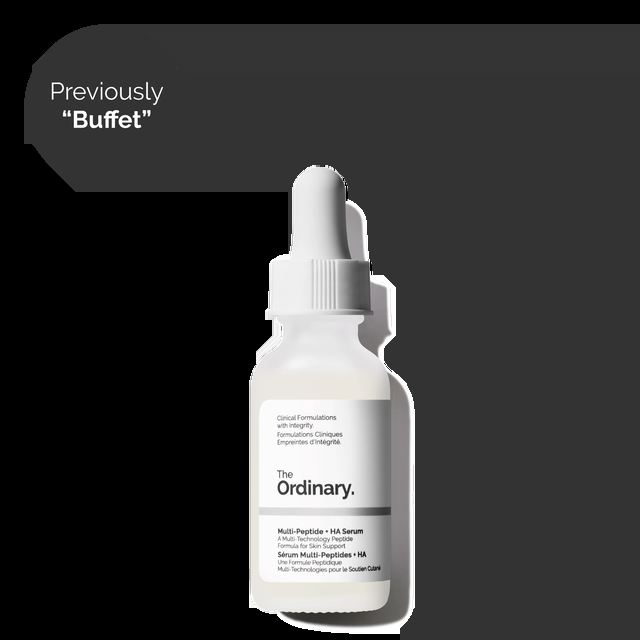 Previously
“Buffet”
Clinical Formulations
with Integrity.
Formulations Cliniques
Empreintes d'Intégrité.
The
Ordinary.
Multi-Peptide + HA Serum
A Multi-Technology Peptide
Formula for Skin Support
Sérum Multi-Peptides + HA
Une Formule Peptidique
Multi-Technologies pour le Soutien Cutané